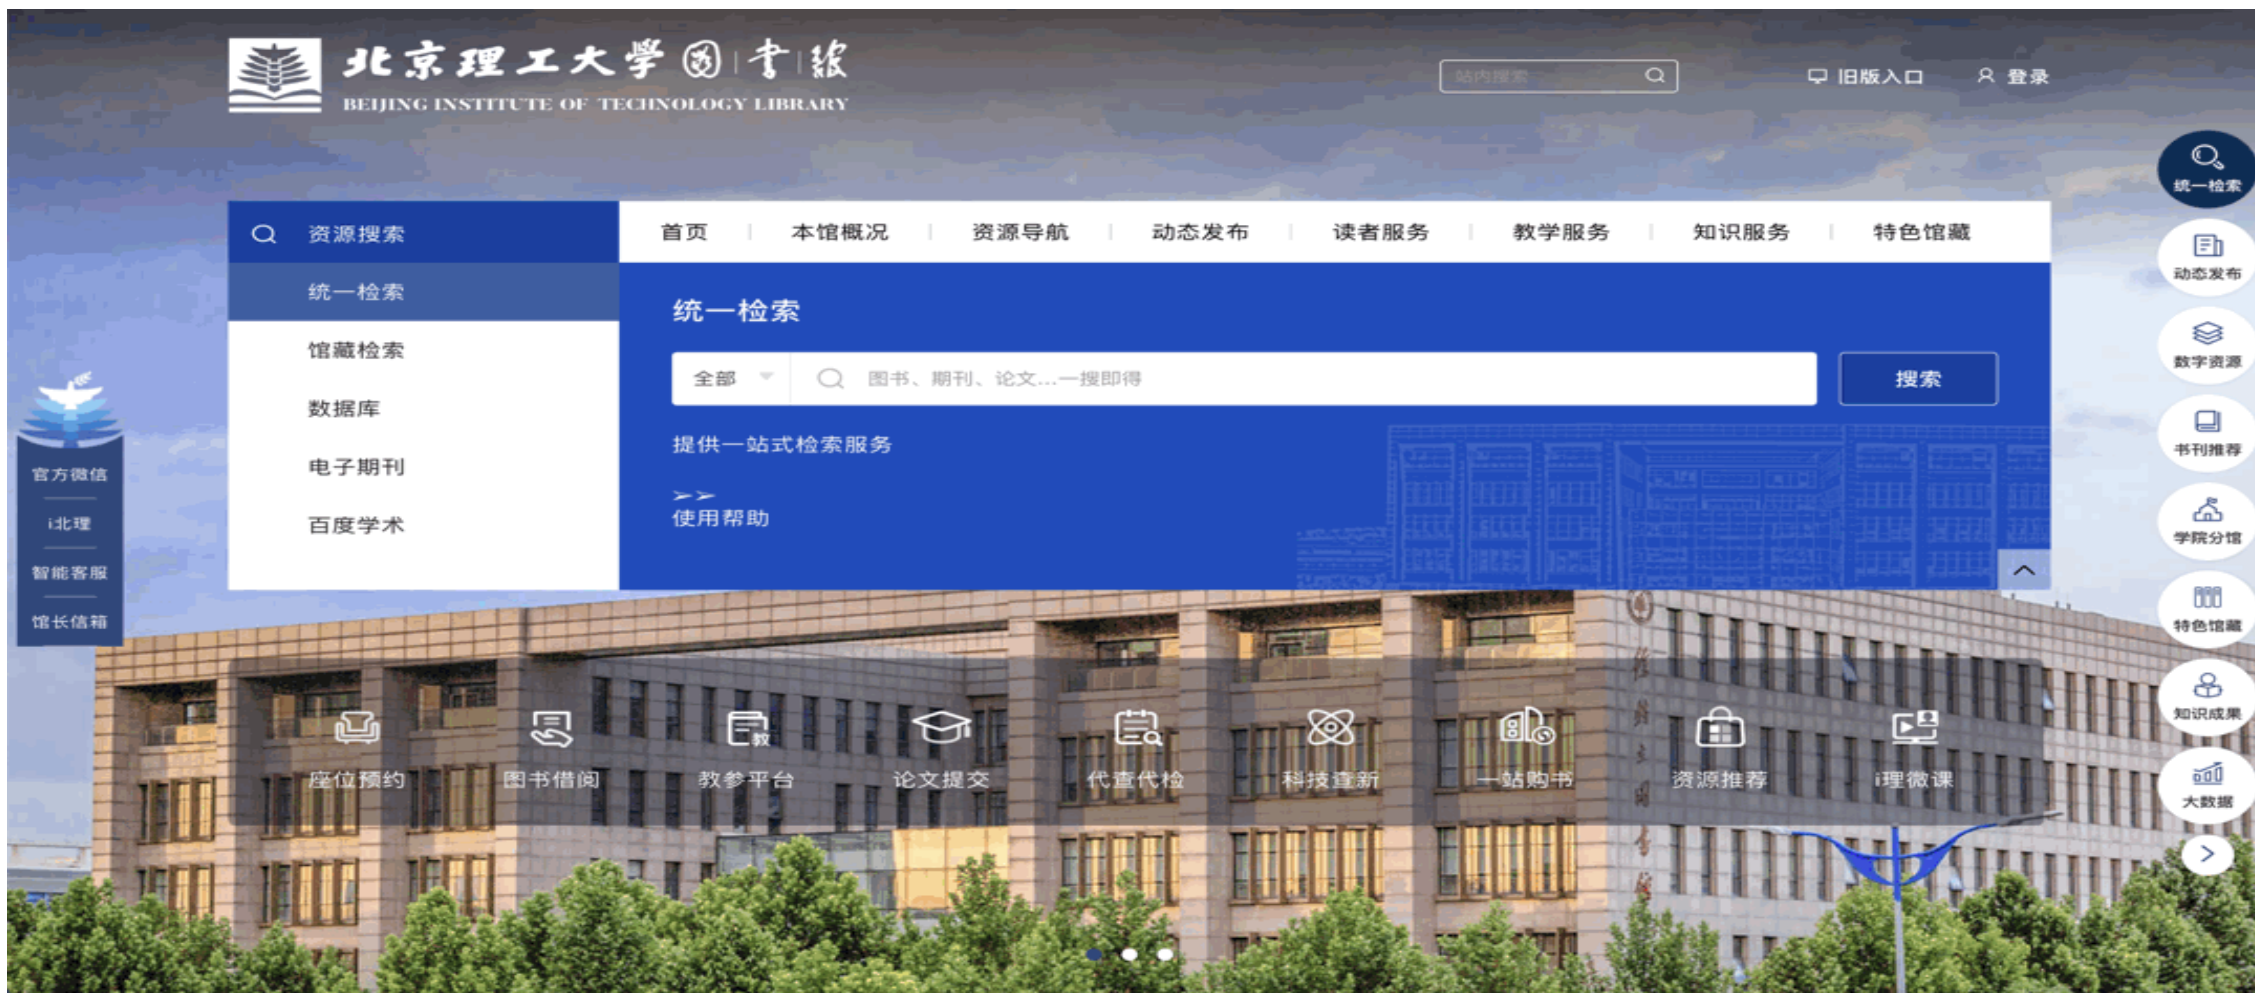 北京理工大学图书馆
BEIJING INSTITUTE OF TECHNOLOGY LIBRARY
站内搜索
旧版入口
登录
资源搜索
首页
本馆概况
资源导航
动态发布
读者服务
教学服务
知识服务
特色馆藏
统一检索
馆藏检索
数据库
电子期刊
百度学术
统一检索
全部
图书、期刊、论文...一搜即得
搜索
提供一站式检索服务
➢➢
使用帮助
官方微信
i北理
智能客服
馆长信箱
座位预约
图书借阅
教
教参平台
论文提交
代查代检
科技查新
一站购书
资源推荐
i理微课
统一检索
动态发布
数字资源
书刊推荐
学院分馆
特色馆藏
知识成果
大数据